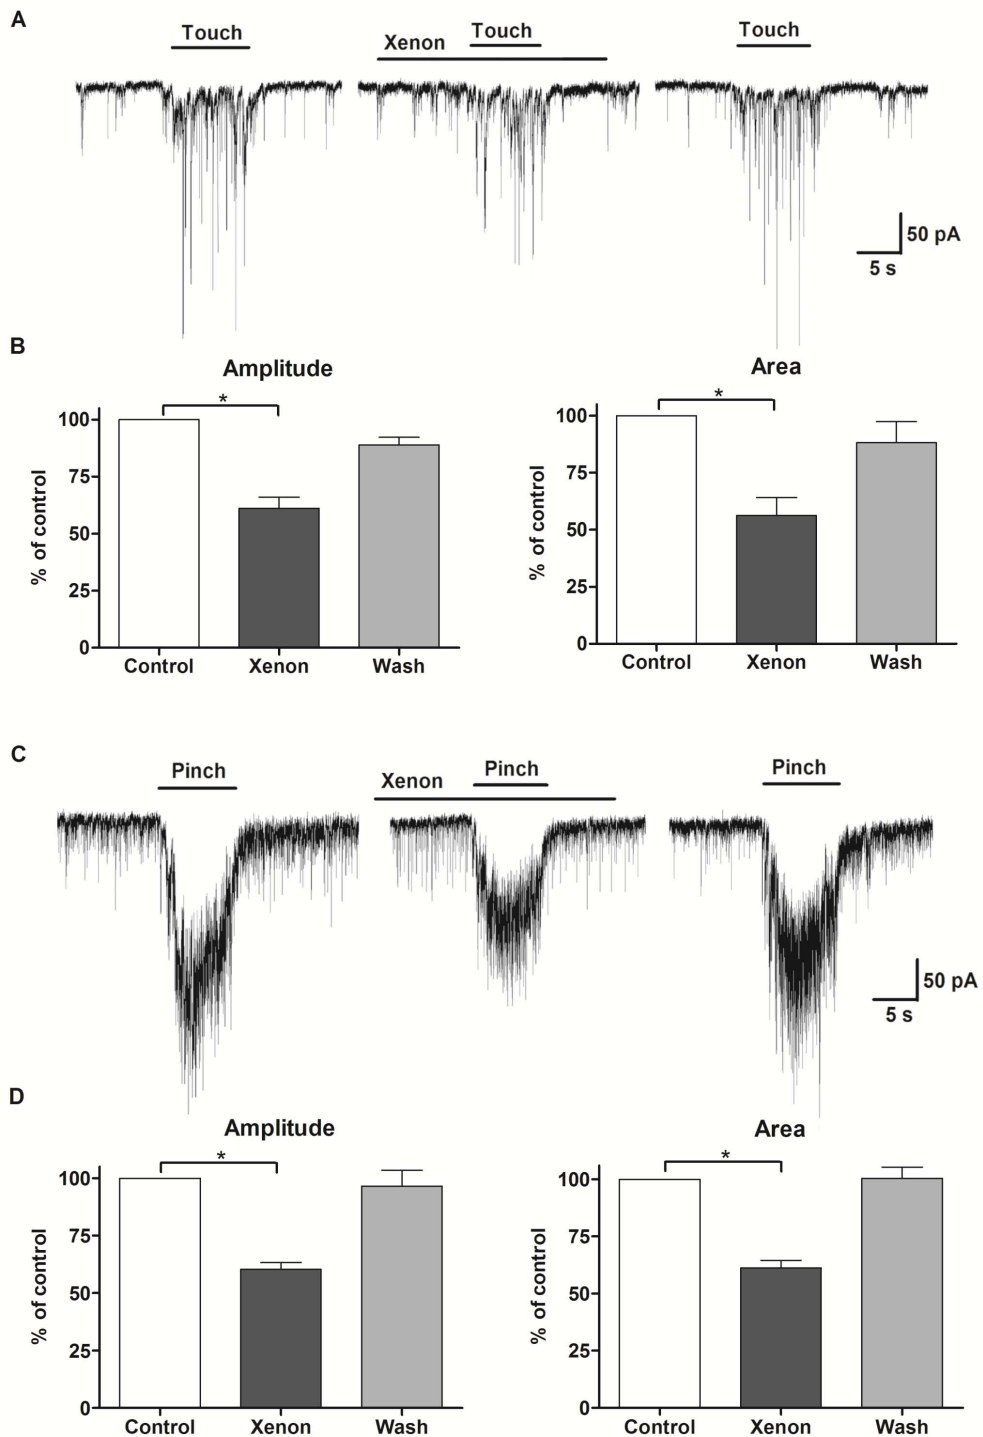 A
Touch
Xenon
Touch
Touch
50 pA
5 s
B
Amplitude
*
100
75
50
25
0
% of control
Control Xenon Wash
Area
*
100
75
50
25
0
% of control
Control Xenon Wash
C
Pinch
Xenon
Pinch
Pinch
50 pA
5 s
D
Amplitude
*
100
75
50
25
0
% of control
Control Xenon Wash
Area
*
100
75
50
25
0
% of control
Control Xenon Wash